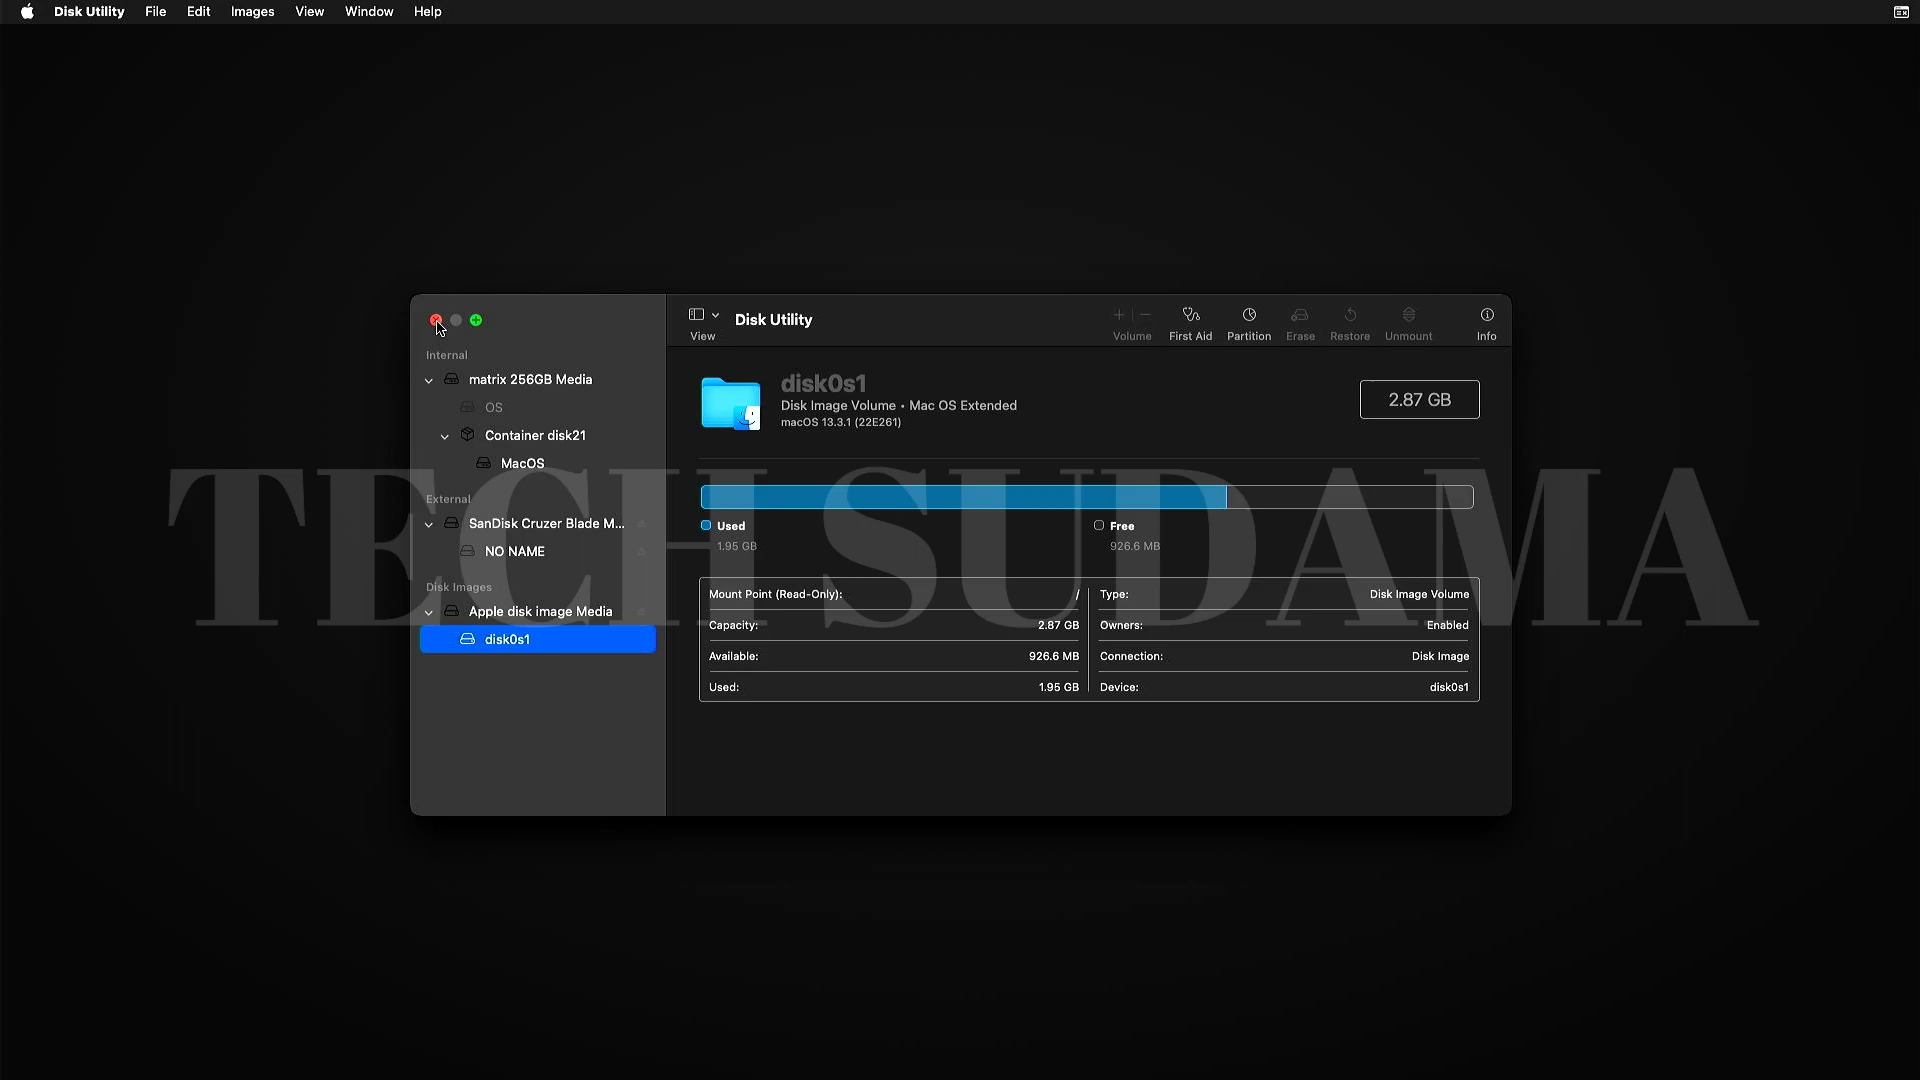 Disk Utility File Edit Images View Window Help
Disk Utility
View
Volume First Aid Partition Erase Restore Unmount Info
Internal
matrix 256GB Media
OS
Container disk21
MacOS
External
SanDisk Cruzer Blade M...
NO NAME
Disk Images
Apple disk image Media
disk0s1
disk0s1
Disk Image Volume • Mac OS Extended
macOS 13.3.1 (22E261)
2.87 GB
Used
1.95 GB
Free
926.6 MB
Mount Point (Read-Only): /
Capacity: 2.87 GB
Available: 926.6 MB
Used: 1.95 GB
Type: Disk Image Volume
Owners: Enabled
Connection: Disk Image
Device: disk0s1
TECH SUDAMA